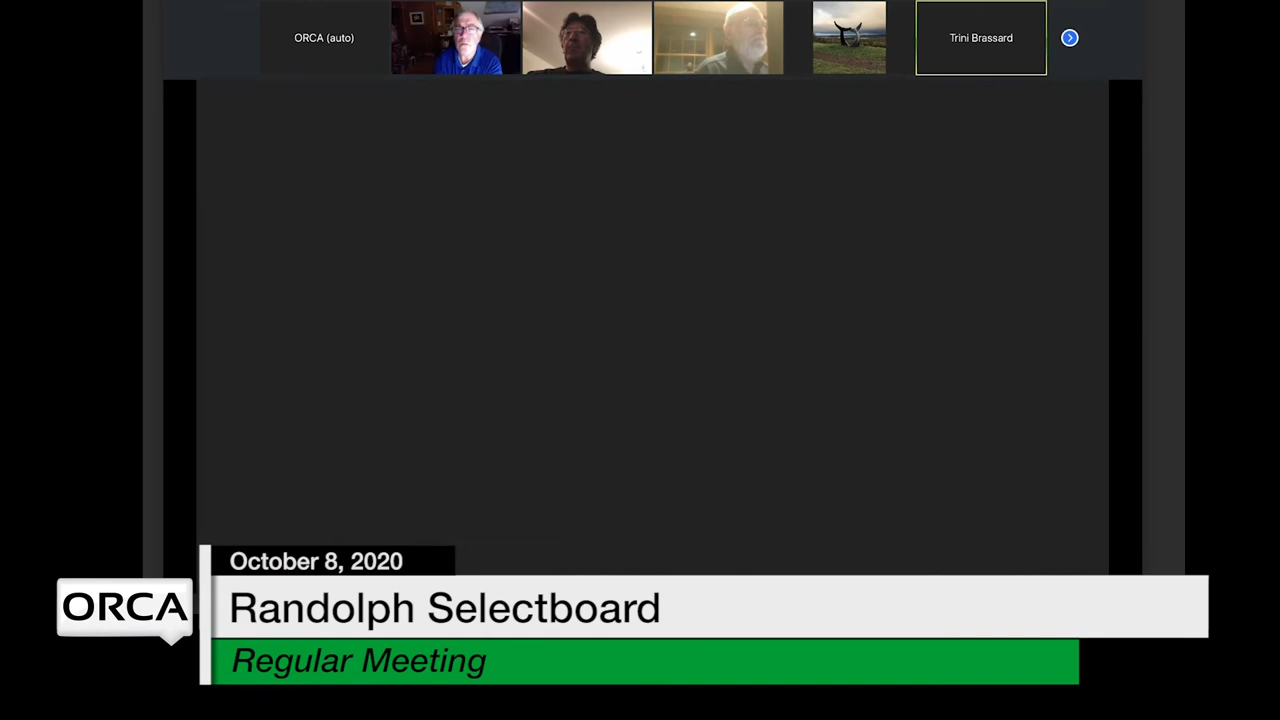 ORCA (auto)
Trini Brassard
October 8, 2020
ORCA
Randolph Selectboard
Regular Meeting